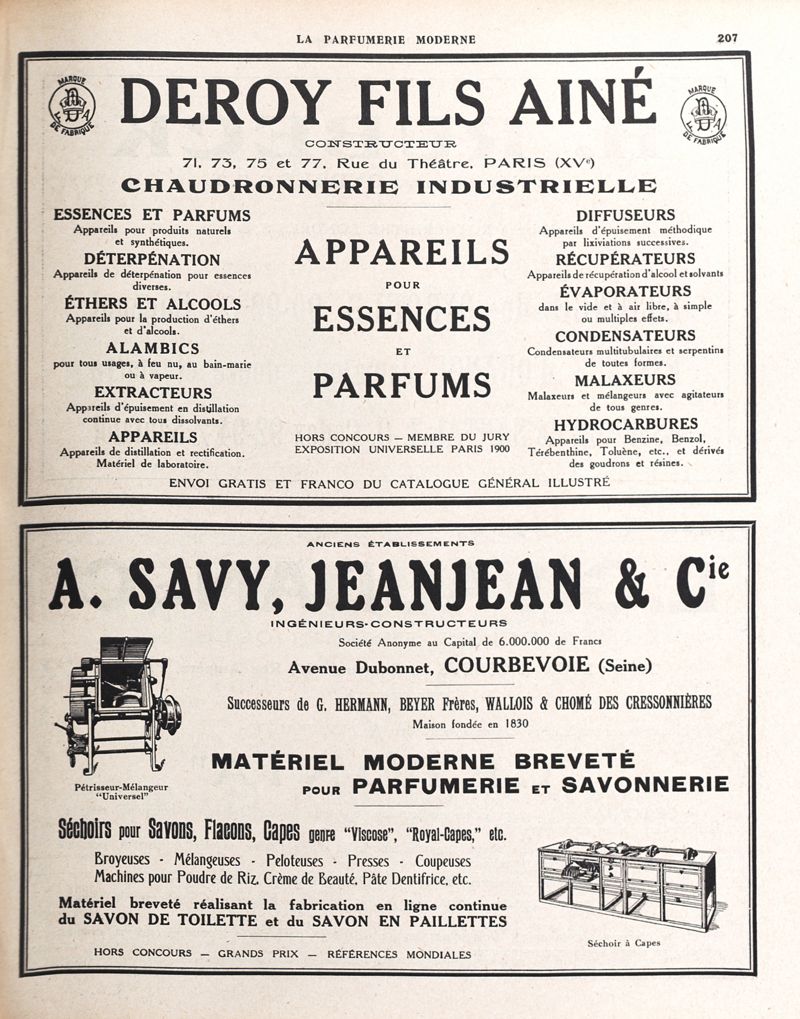 LA PARFUMERIE MODERNE
207
MARQUE
DE FABRIQUE
DEROY FILS AINÉ
MARQUE
DE FABRIQUE
CONSTRUCTEUR
71, 73, 75 et 77, Rue du Théâtre, PARIS (XVe)
CHAUDRONNERIE INDUSTRIELLE
ESSENCES ET PARFUMS
Appareils pour produits naturels
et synthétiques.
DÉTERPÉNATION
Appareils de déterpénation pour essences
diverses.
ÉTHERS ET ALCOOLS
Appareils pour la production d'éthers
et d'alcools.
ALAMBICS
pour tous usages, à feu nu, au bain-marie
ou à vapeur.
EXTRACTEURS
Appareils d'épuisement en distillation
continue avec tous dissolvants.
APPAREILS
Appareils de distillation et rectification.
Matériel de laboratoire.
APPAREILS
POUR
ESSENCES
ET
PARFUMS
HORS CONCOURS — MEMBRE DU JURY
EXPOSITION UNIVERSELLE PARIS 1900
DIFFUSEURS
Appareils d'épuisement méthodique
par lixiviations successives.
RÉCUPÉRATEURS
Appareils de récupération d'alcool et solvants
ÉVAPORATEURS
dans le vide et à air libre, à simple
ou multiples effets.
CONDENSATEURS
Condensateurs multitubulaires et serpentins
de toutes formes.
MALAXEURS
Malaxeurs et mélangeurs avec agitateurs
de tous genres.
HYDROCARBURES
Appareils pour Benzine, Benzol,
Térébenthine, Toluène, etc., et dérivés
des goudrons et résines.
ENVOI GRATIS ET FRANCO DU CATALOGUE GÉNÉRAL ILLUSTRÉ
ANCIENS ÉTABLISSEMENTS
A. SAVY, JEANJEAN & Cie
INGÉNIEURS-CONSTRUCTEURS
Société Anonyme au Capital de 6.000.000 de Francs
Avenue Dubonnet, COURBEVOIE (Seine)
Successeurs de G. HERMANN, BEYER Frères, WALLOIS & CHOMÉ DES CRESSONNIÈRES
Maison fondée en 1830
Pétrisseur-Mélangeur
"Universel"
MATÉRIEL MODERNE BREVETÉ
POUR PARFUMERIE ET SAVONNERIE
Séchoirs pour Savons, Flacons, Capes genre "Viscose", "Royal-Capes," etc.
Broyeuses - Mélangeuses - Peloteuses - Presses - Coupeuses
Machines pour Poudre de Riz, Crème de Beauté, Pâte Dentifrice, etc.
Matériel breveté réalisant la fabrication en ligne continue
du SAVON DE TOILETTE et du SAVON EN PAILLETTES
Séchoir à Capes
HORS CONCOURS — GRANDS PRIX — RÉFÉRENCES MONDIALES